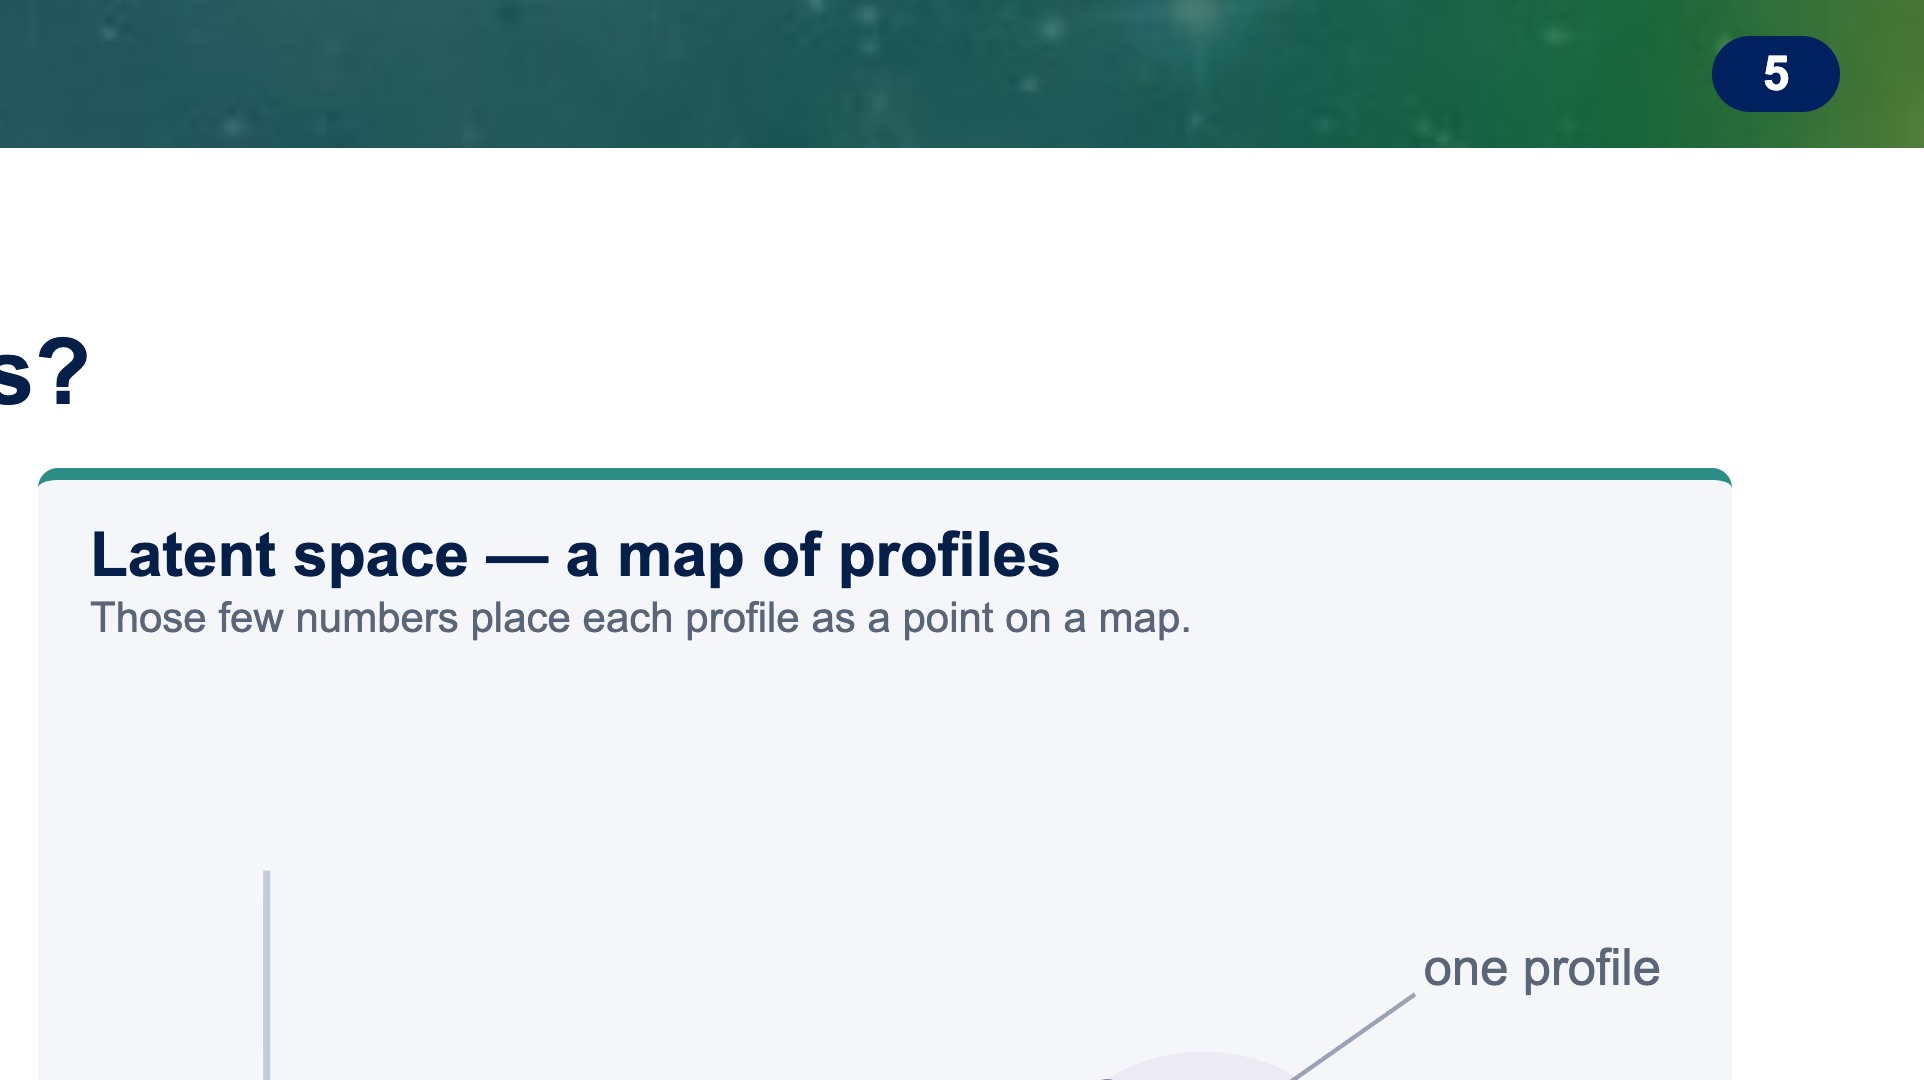 5
s?
Latent space — a map of profiles
Those few numbers place each profile as a point on a map.
one profile